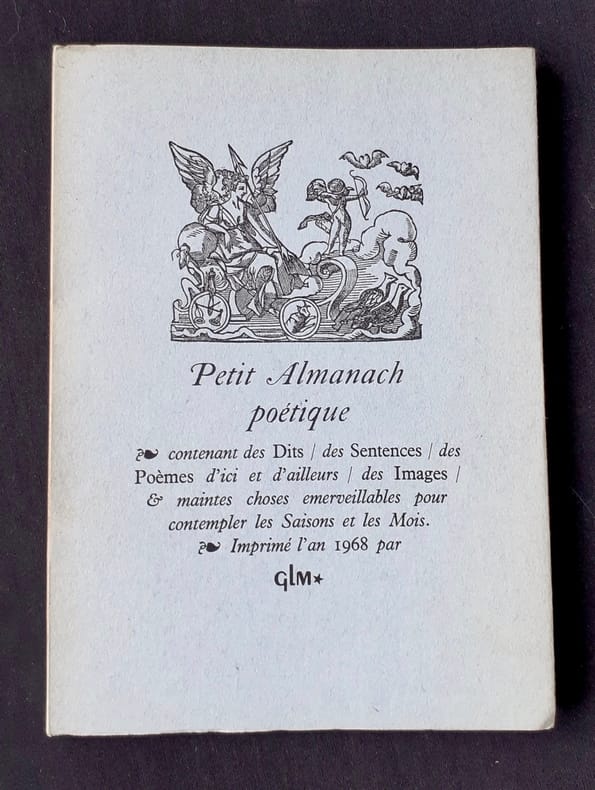 Petit Almanach
poétique
❧ contenant des Dits / des Sentences / des
Poèmes d'ici et d'ailleurs / des Images /
& maintes choses emerveillables pour
contempler les Saisons et les Mois.
❧ Imprimé l'an 1968 par
GLM★